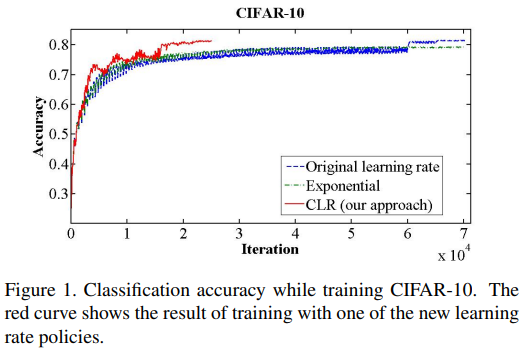 CIFAR-10
0.8
0.7
0.6
0.5
0.4
0.3
Accuracy
Original learning rate
Exponential
CLR (our approach)
0 1 2 3 4 5 6 7
Iteration
x 10^4
Figure 1. Classification accuracy while training CIFAR-10. The
red curve shows the result of training with one of the new learning
rate policies.